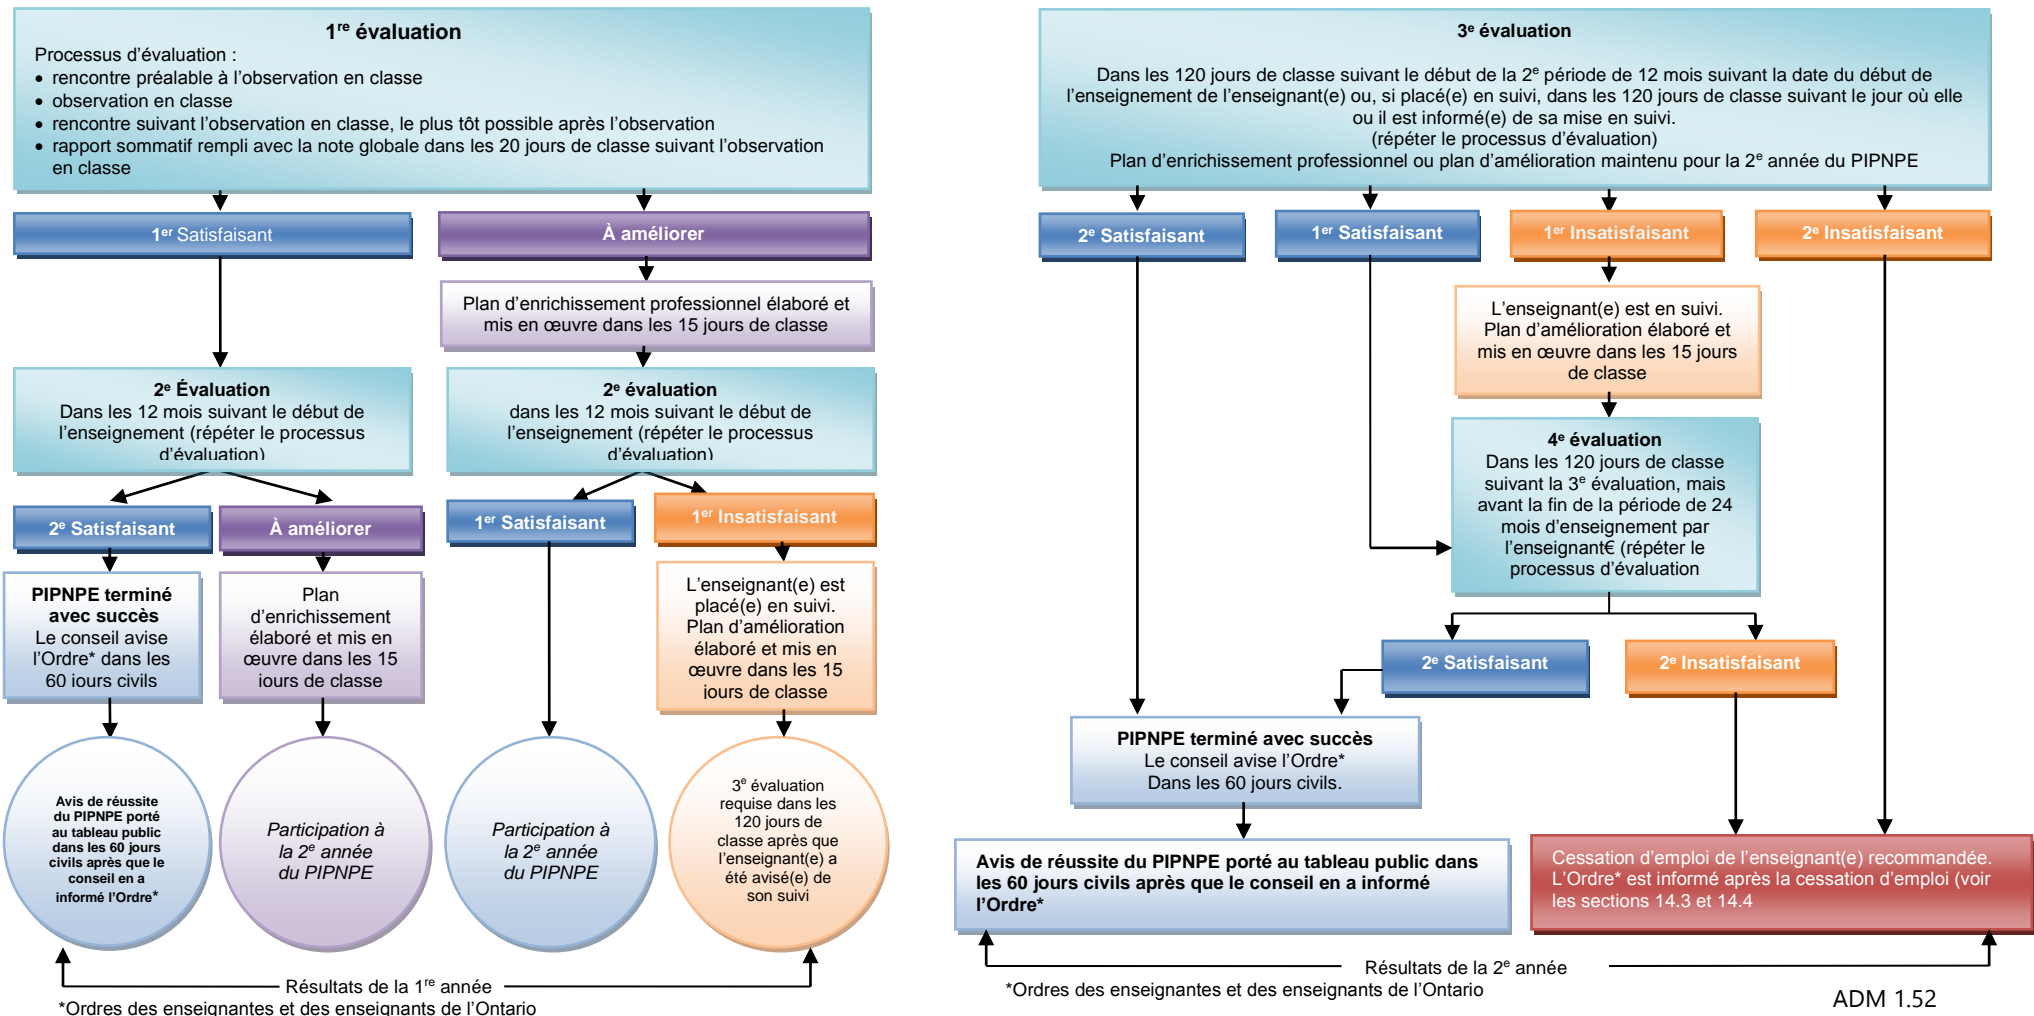 1re évaluation
Processus d'évaluation :
• rencontre préalable à l'observation en classe
• observation en classe
• rencontre suivant l'observation en classe, le plus tôt possible après l'observation
• rapport sommatif rempli avec la note globale dans les 20 jours de classe suivant l'observation
en classe
1er Satisfaisant
À améliorer
Plan d'enrichissement professionnel élaboré et
mis en œuvre dans les 15 jours de classe
2e Évaluation
Dans les 12 mois suivant le début de
l'enseignement (répéter le processus
d'évaluation)
2e évaluation
dans les 12 mois suivant le début de
l'enseignement (répéter le processus
d'évaluation)
2e Satisfaisant
À améliorer
1er Satisfaisant
1er Insatisfaisant
PIPNPE terminé
avec succès
Le conseil avise
l'Ordre* dans les
60 jours civils
Plan
d'enrichissement
élaboré et mis en
œuvre dans les 15
jours de classe
L'enseignant(e) est
placé(e) en suivi.
Plan d'amélioration
élaboré et mis en
œuvre dans les 15
jours de classe
Avis de réussite
du PIPNPE porté
au tableau public
dans les 60 jours
civils après que le
conseil en a
informé l'Ordre*
Participation à
la 2e année
du PIPNPE
Participation à
la 2e année
du PIPNPE
3e évaluation
requise dans les
120 jours de
classe après que
l'enseignant(e) a
été avisé(e) de
son suivi
Résultats de la 1re année
*Ordres des enseignantes et des enseignants de l'Ontario
3e évaluation
Dans les 120 jours de classe suivant le début de la 2e période de 12 mois suivant la date du début de
l'enseignement de l'enseignant(e) ou, si placé(e) en suivi, dans les 120 jours de classe suivant le jour où elle
ou il est informé(e) de sa mise en suivi.
(répéter le processus d'évaluation)
Plan d'enrichissement professionnel ou plan d'amélioration maintenu pour la 2e année du PIPNPE
2e Satisfaisant
1er Satisfaisant
1er Insatisfaisant
2e Insatisfaisant
L'enseignant(e) est en suivi.
Plan d'amélioration élaboré et
mis en œuvre dans les 15 jours
de classe
4e évaluation
Dans les 120 jours de classe
suivant la 3e évaluation, mais
avant la fin de la période de 24
mois d'enseignement par
l'enseignant€ (répéter le
processus d'évaluation
2e Satisfaisant
2e Insatisfaisant
PIPNPE terminé avec succès
Le conseil avise l'Ordre*
Dans les 60 jours civils.
Avis de réussite du PIPNPE porté au tableau public dans
les 60 jours civils après que le conseil en a informé
l'Ordre*
Cessation d'emploi de l'enseignant(e) recommandée.
L'Ordre* est informé après la cessation d'emploi (voir
les sections 14.3 et 14.4
Résultats de la 2e année
*Ordres des enseignantes et des enseignants de l'Ontario
ADM 1.52